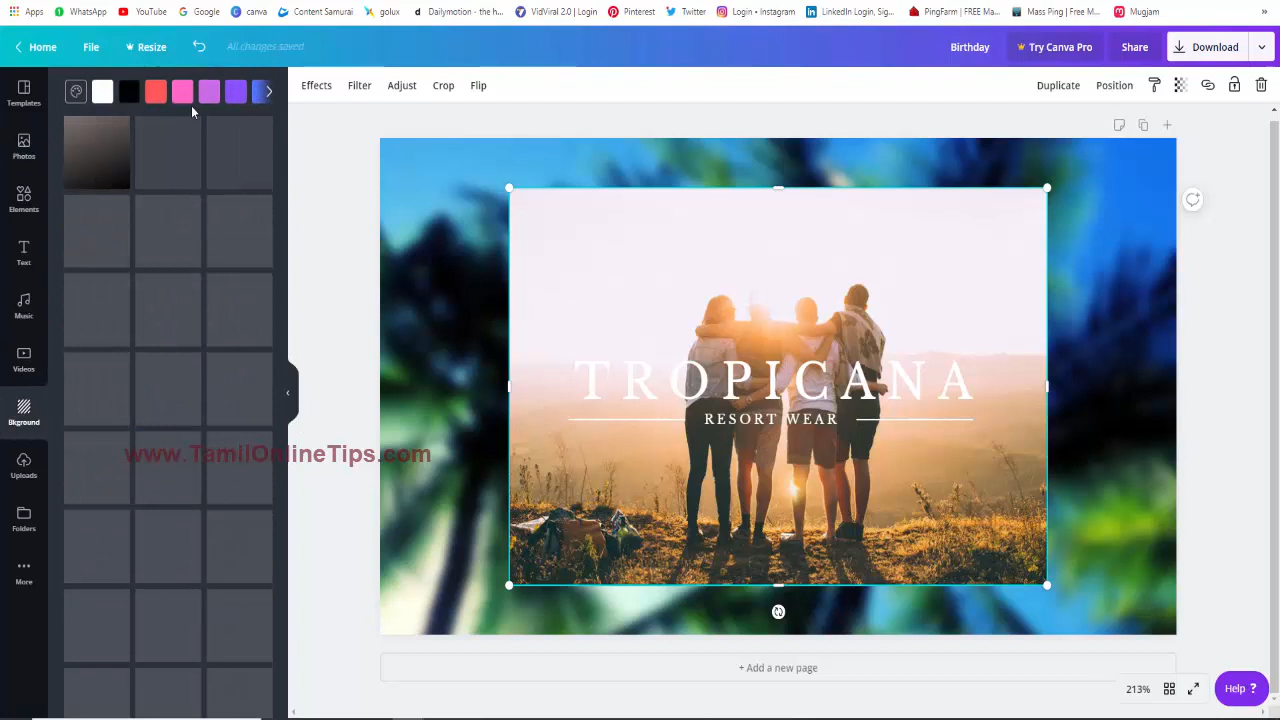 Apps WhatsApp YouTube Google canva Content Samurai golux Dailymotion - the h... VidViral 2.0 | Login Pinterest Twitter Login • Instagram LinkedIn Login, Sig... PingFarm | FREE Ma... Mass Ping | Free M... Mugjam »
Home File Resize All changes saved Birthday Try Canva Pro Share Download
Effects Filter Adjust Crop Flip Duplicate Position
Templates
Photos
Elements
Text
Music
Videos
Bkground
Uploads
Folders
More
TROPICANA
RESORT WEAR
www.TamilOnlineTips.com
+ Add a new page
213% Help ?